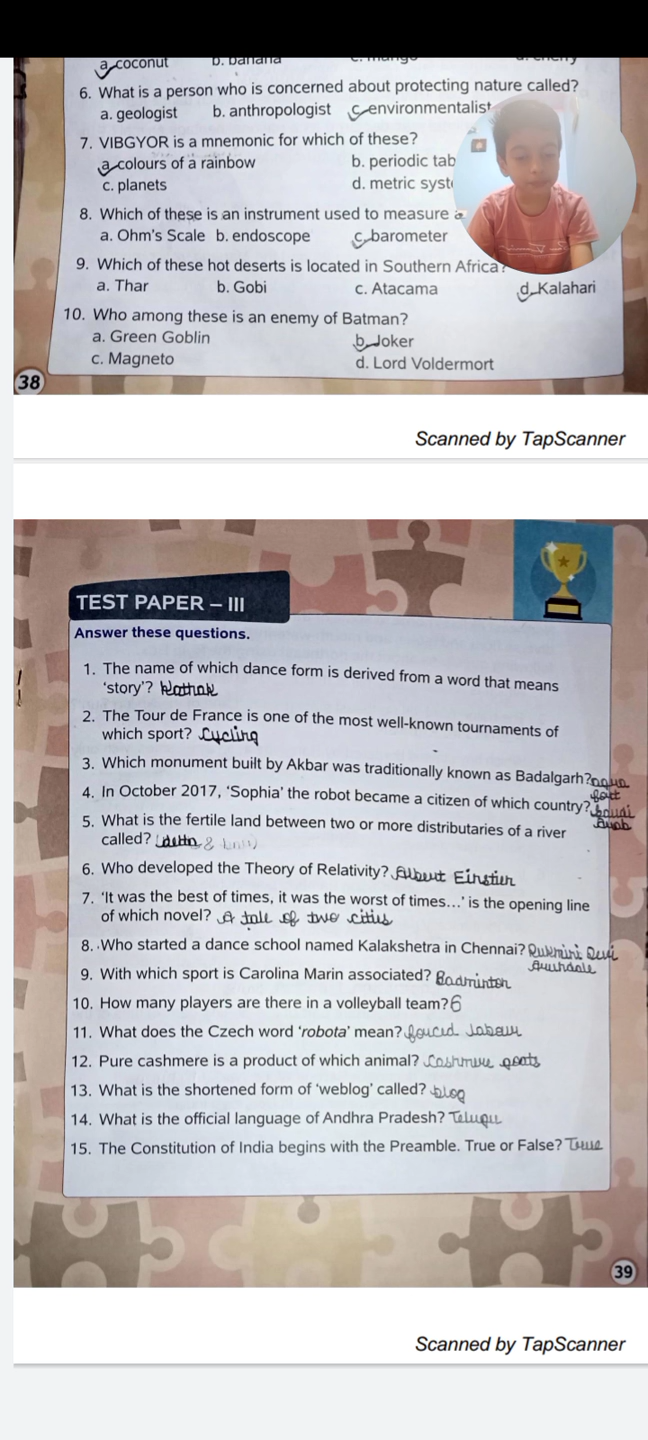 a. coconut b. banana c. mango d. cherry
6. What is a person who is concerned about protecting nature called?
a. geologist b. anthropologist c. environmentalist
7. VIBGYOR is a mnemonic for which of these?
a. colours of a rainbow b. periodic tab
c. planets d. metric syst
8. Which of these is an instrument used to measure a
a. Ohm's Scale b. endoscope c. barometer
9. Which of these hot deserts is located in Southern Africa?
a. Thar b. Gobi c. Atacama d. Kalahari
10. Who among these is an enemy of Batman?
a. Green Goblin b. Joker
c. Magneto d. Lord Voldermort
38
Scanned by TapScanner
TEST PAPER – III
Answer these questions.
1. The name of which dance form is derived from a word that means
'story'? Kathak
2. The Tour de France is one of the most well-known tournaments of
which sport? Cycling
3. Which monument built by Akbar was traditionally known as Badalgarh? Agra
fort
4. In October 2017, 'Sophia' the robot became a citizen of which country? Saudi
Arab
5. What is the fertile land between two or more distributaries of a river
called? (delta
6. Who developed the Theory of Relativity? Albert Einstien
7. 'It was the best of times, it was the worst of times...' is the opening line
of which novel? A tale of two cities
8. Who started a dance school named Kalakshetra in Chennai? Rukmini Devi
Arundale
9. With which sport is Carolina Marin associated? Badminton
10. How many players are there in a volleyball team? 6
11. What does the Czech word 'robota' mean? forced labour
12. Pure cashmere is a product of which animal? Cashmere goats
13. What is the shortened form of 'weblog' called? blog
14. What is the official language of Andhra Pradesh? Telugu
15. The Constitution of India begins with the Preamble. True or False? True
39
Scanned by TapScanner